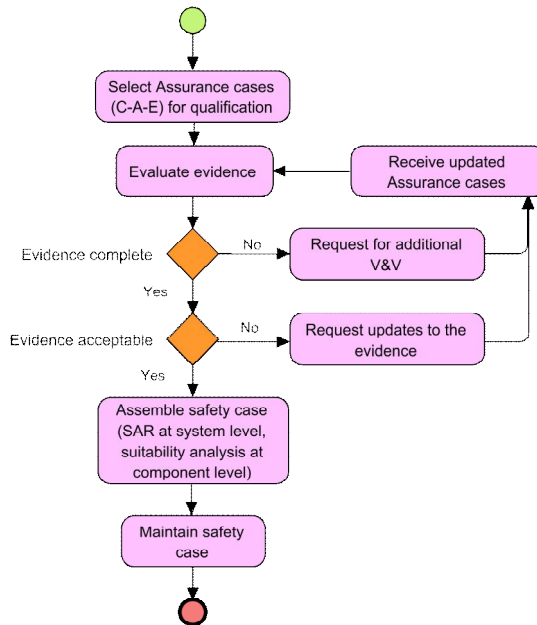 Select Assurance cases
(C-A-E) for qualification
Evaluate evidence
Receive updated
Assurance cases
Evidence complete
No
Request for additional
V&V
Yes
Evidence acceptable
No
Request updates to the
evidence
Yes
Assemble safety case
(SAR at system level,
suitability analysis at
component level)
Maintain safety
case